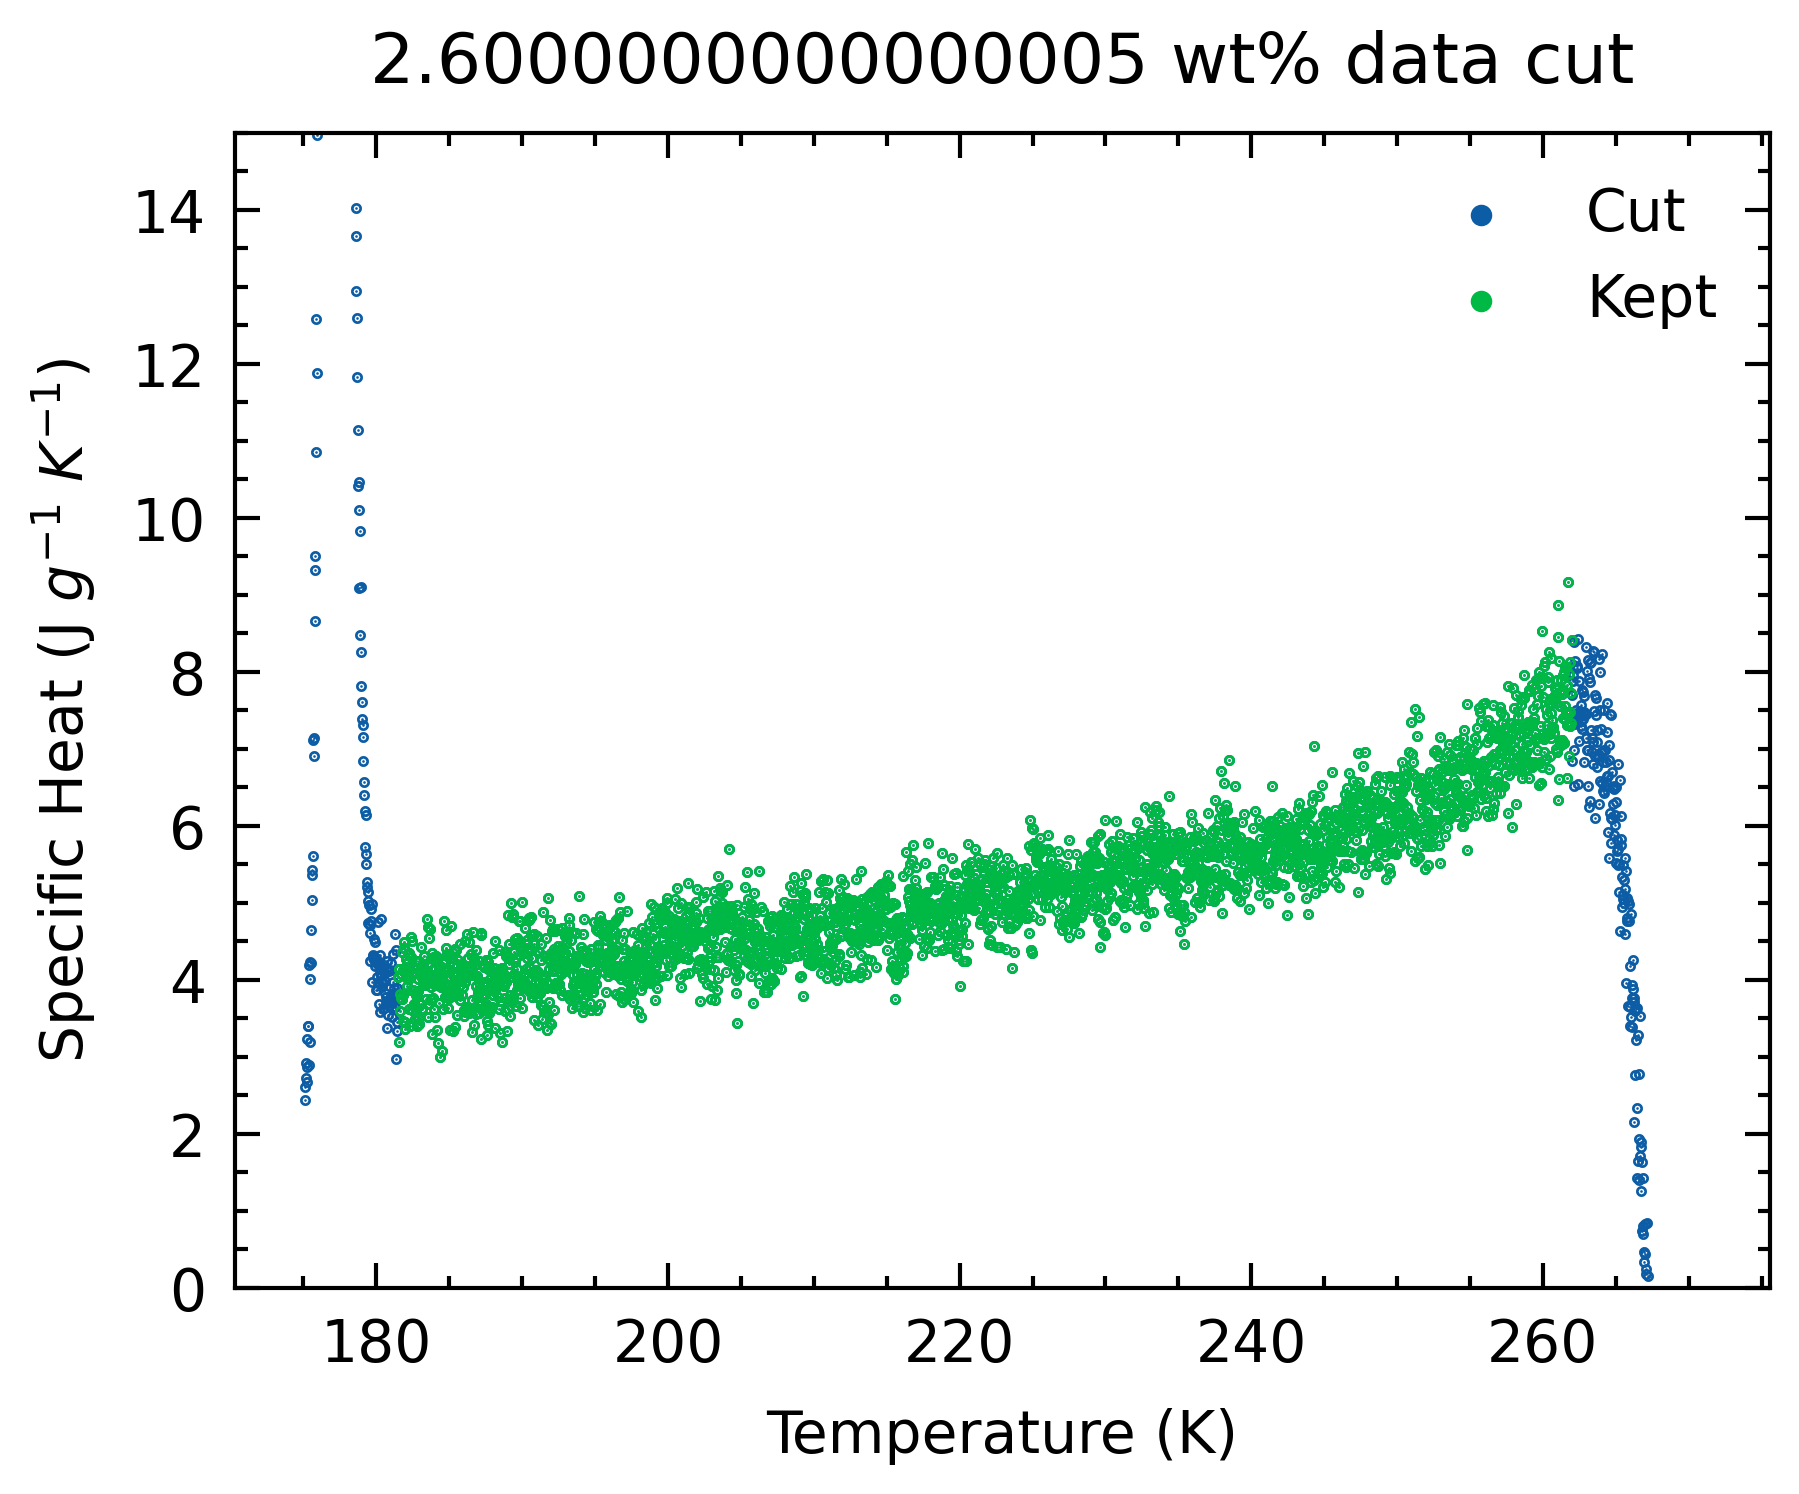 2.6000000000000005 wt% data cut
Cut
Kept
Specific Heat (J g⁻¹ K⁻¹)
14
12
10
8
6
4
2
0
180 200 220 240 260
Temperature (K)